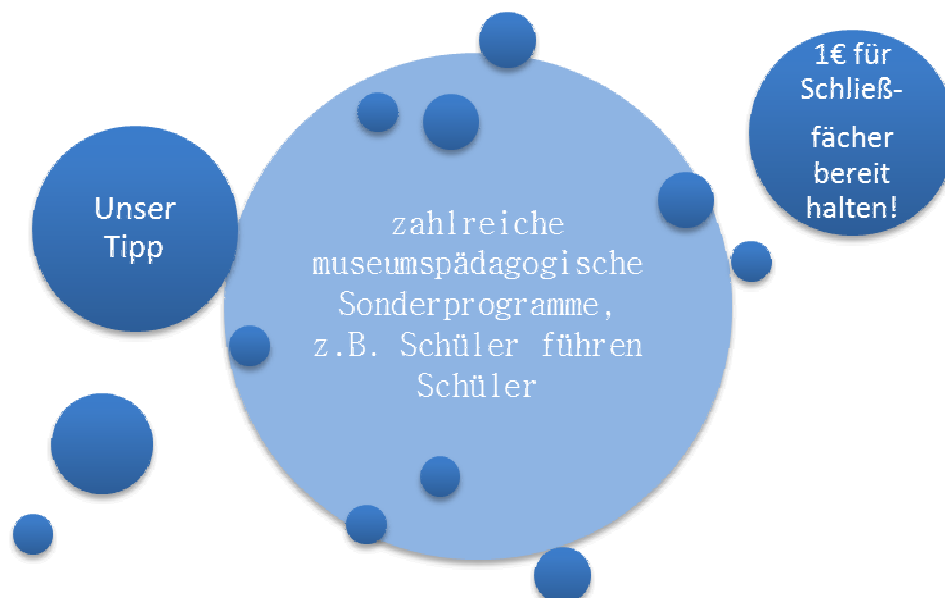 Unser
Tipp
zahlreiche
museumspädagogische
Sonderprogramme,
z.B. Schüler führen
Schüler
1€ für
Schließ-
fächer
bereit
halten!